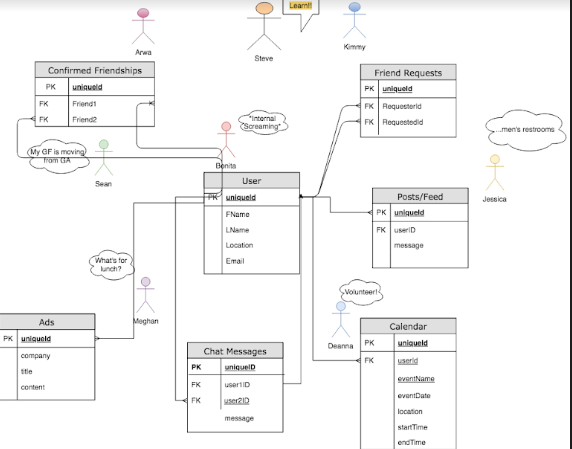 Learn!!
Arwa
Steve
Kimmy
Confirmed Friendships
PK uniqueId
FK Friend1
FK Friend2
Friend Requests
PK uniqueId
FK RequesterId
FK RequestedId
*Internal
Screaming*
Bonita
...men's restrooms
Jessica
My GF is moving
from GA
Sean
User
PK uniqueId
FName
LName
Location
Email
Posts/Feed
PK uniqueId
FK userID
message
What's for
lunch?
Meghan
Volunteer!
Deanna
Ads
PK uniqueId
company
title
content
Chat Messages
PK uniqueID
FK user1ID
FK user2ID
message
Calendar
PK uniqueId
FK userId
eventName
eventDate
location
startTime
endTime